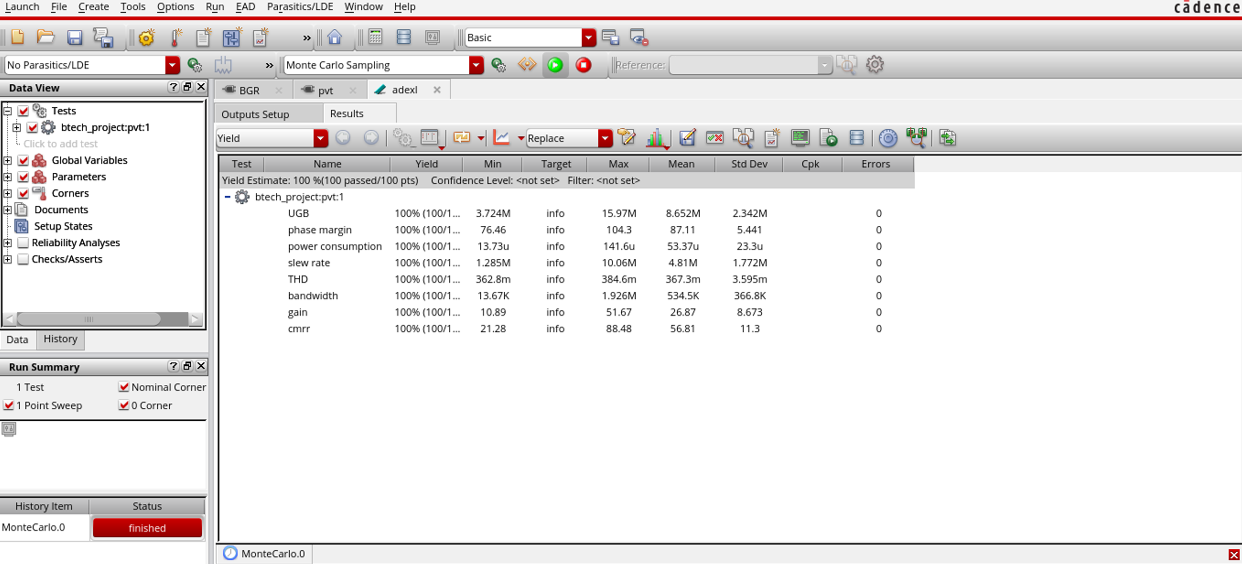 Launch File Create Tools Options Run EAD Parasitics/LDE Window Help
cādence
» Basic
No Parasitics/LDE » Monte Carlo Sampling Reference:
Data View ? BGR pvt adexl
Tests
btech_project:pvt:1
Click to add test
Global Variables
Parameters
Corners
Documents
Setup States
Reliability Analyses
Checks/Asserts
Data History
Run Summary ?
1 Test Nominal Corner
1 Point Sweep 0 Corner
History Item Status
MonteCarlo.0 finished
Outputs Setup Results
Yield Replace
Test Name Yield Min Target Max Mean Std Dev Cpk Errors
Yield Estimate: 100 %(100 passed/100 pts) Confidence Level: <not set> Filter: <not set>
btech_project:pvt:1
UGB 100% (100/1... 3.724M info 15.97M 8.652M 2.342M 0
phase margin 100% (100/1... 76.46 info 104.3 87.11 5.441 0
power consumption 100% (100/1... 13.73u info 141.6u 53.37u 23.3u 0
slew rate 100% (100/1... 1.285M info 10.06M 4.81M 1.772M 0
THD 100% (100/1... 362.8m info 384.6m 367.3m 3.595m 0
bandwidth 100% (100/1... 13.67K info 1.926M 534.5K 366.8K 0
gain 100% (100/1... 10.89 info 51.67 26.87 8.673 0
cmrr 100% (100/1... 21.28 info 88.48 56.81 11.3 0
MonteCarlo.0